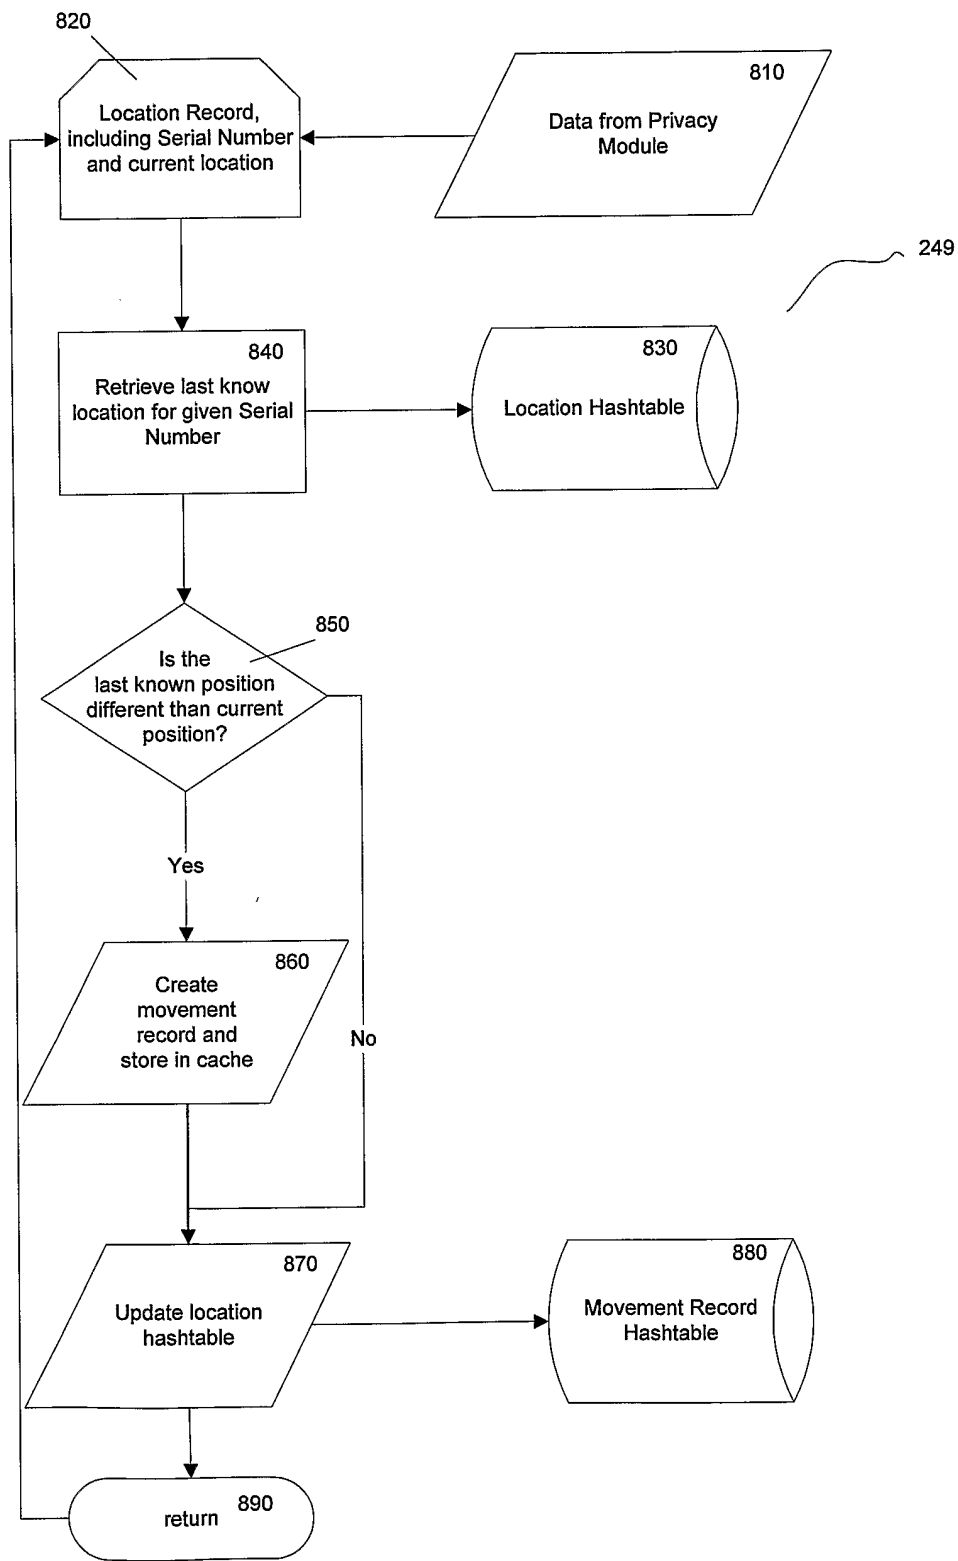 820
Location Record,
including Serial Number
and current location
810
Data from Privacy
Module
249
840
Retrieve last know
location for given Serial
Number
830
Location Hashtable
850
Is the
last known position
different than current
position?
Yes
860
Create
movement
record and
store in cache
No
870
Update location
hashtable
880
Movement Record
Hashtable
return
890